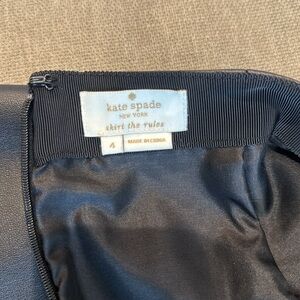 kate spade
NEW YORK
skirt the rules
4
MADE IN CHINA